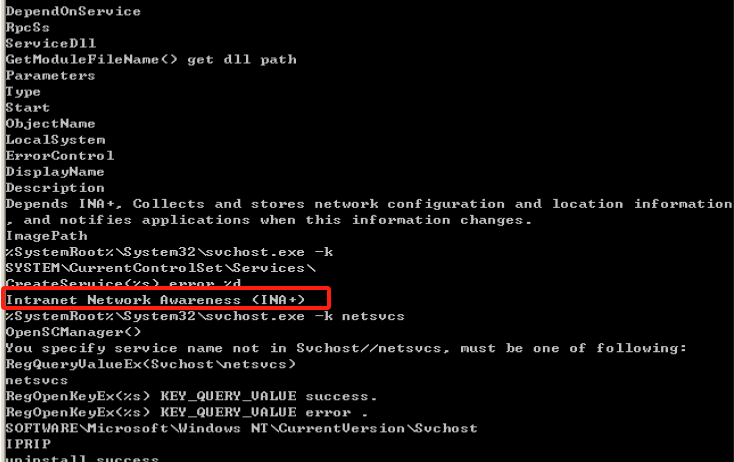 DependOnService
RpcSs
ServiceDll
GetModuleFileName() get dll path
Parameters
Type
Start
ObjectName
LocalSystem
ErrorControl
DisplayName
Description
Depends INA+, Collects and stores network configuration and location information
, and notifies applications when this information changes.
ImagePath
%SystemRoot%\System32\svchost.exe -k
SYSTEM\CurrentControlSet\Services\
CreateService(%s) error %d
Intranet Network Awareness (INA+)
%SystemRoot%\System32\svchost.exe -k netsvcs
OpenSCManager()
You specify service name not in Svchost//netsvcs, must be one of following:
RegQueryValueEx(Svchost\netsvcs)
netsvcs
RegOpenKeyEx(%s) KEY_QUERY_VALUE success.
RegOpenKeyEx(%s) KEY_QUERY_VALUE error .
SOFTWARE\Microsoft\Windows NT\CurrentVersion\Svchost
IPRIP
uninstall success